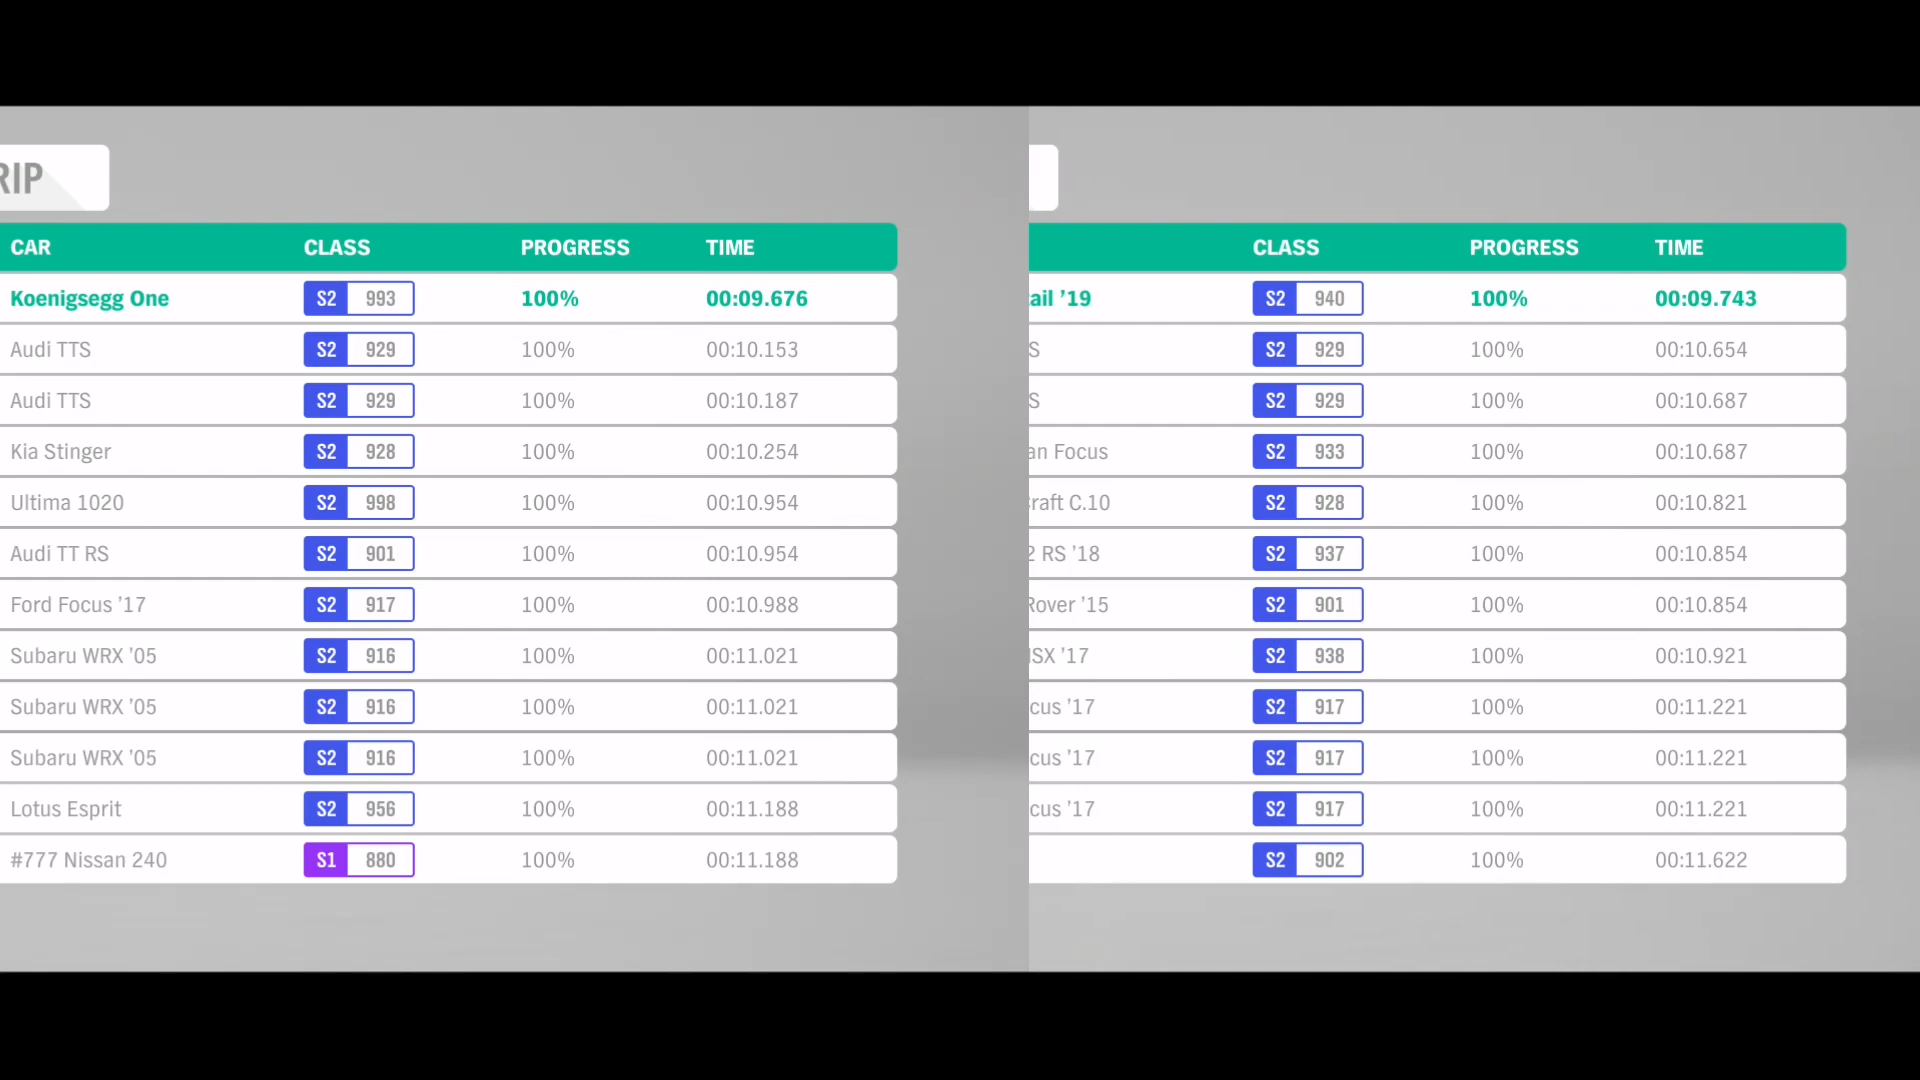 RIP
CAR CLASS PROGRESS TIME
Koenigsegg One S2 993 100% 00:09.676
Audi TTS S2 929 100% 00:10.153
Audi TTS S2 929 100% 00:10.187
Kia Stinger S2 928 100% 00:10.254
Ultima 1020 S2 998 100% 00:10.954
Audi TT RS S2 901 100% 00:10.954
Ford Focus ’17 S2 917 100% 00:10.988
Subaru WRX ’05 S2 916 100% 00:11.021
Subaru WRX ’05 S2 916 100% 00:11.021
Subaru WRX ’05 S2 916 100% 00:11.021
Lotus Esprit S2 956 100% 00:11.188
#777 Nissan 240 S1 880 100% 00:11.188
CLASS PROGRESS TIME
ail ’19 S2 940 100% 00:09.743
S S2 929 100% 00:10.654
S S2 929 100% 00:10.687
an Focus S2 933 100% 00:10.687
raft C.10 S2 928 100% 00:10.821
2 RS ’18 S2 937 100% 00:10.854
Rover ’15 S2 901 100% 00:10.854
SX ’17 S2 938 100% 00:10.921
cus ’17 S2 917 100% 00:11.221
cus ’17 S2 917 100% 00:11.221
cus ’17 S2 917 100% 00:11.221
S2 902 100% 00:11.622